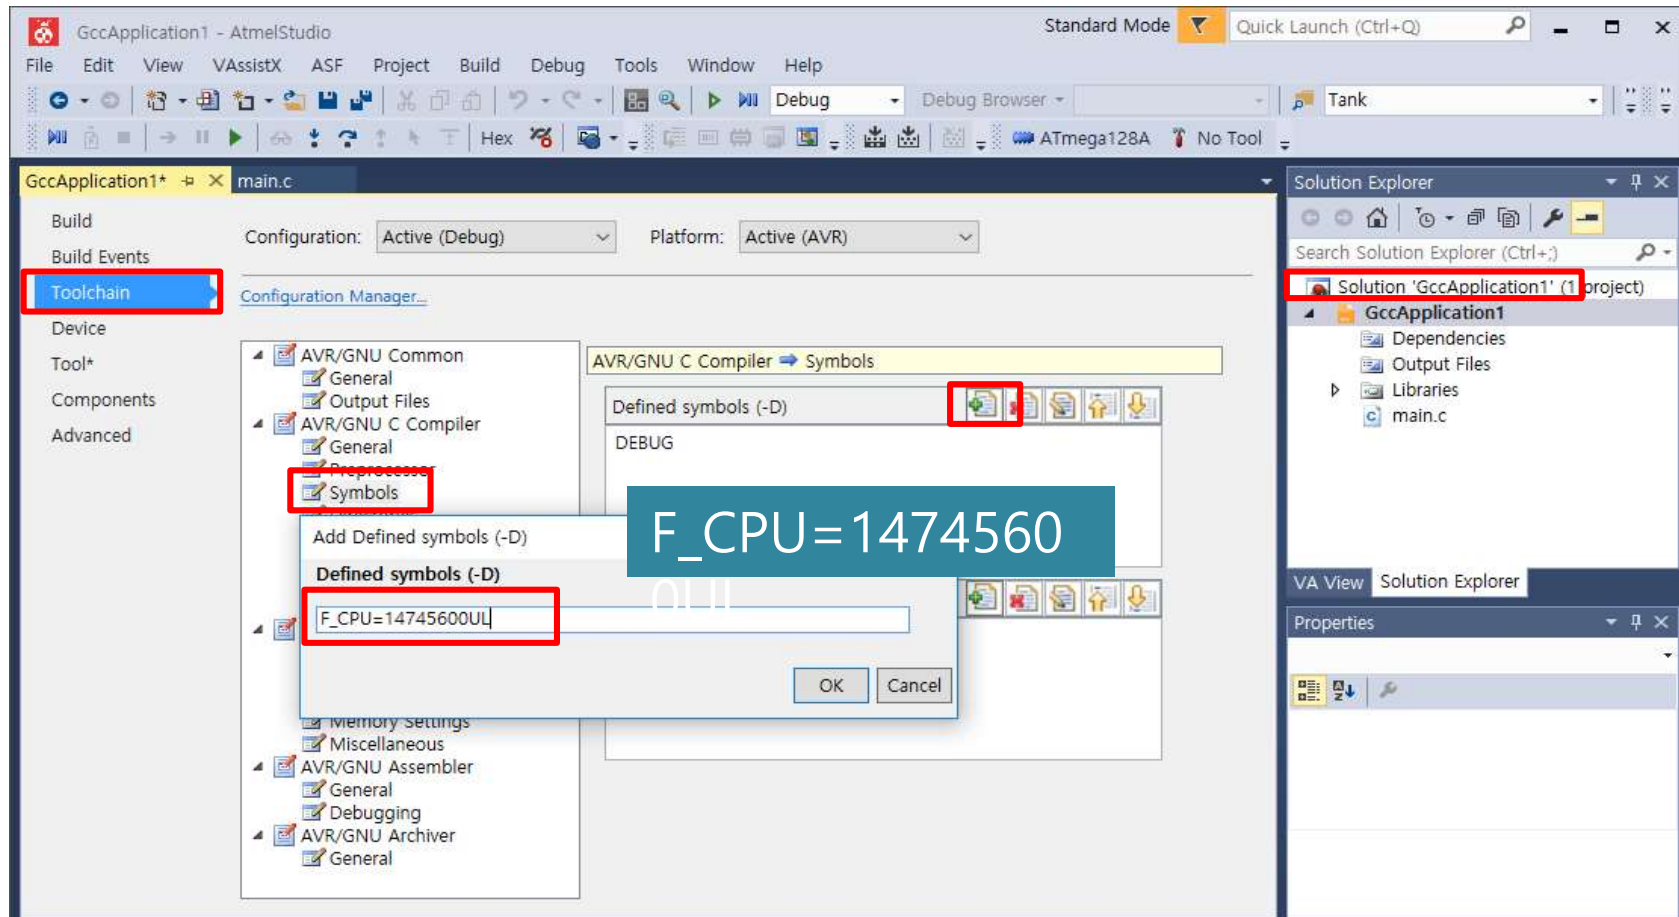 GccApplication1 - AtmelStudio
Standard Mode
Quick Launch (Ctrl+Q)
File Edit View VAssistX ASF Project Build Debug Tools Window Help
Debug
Debug Browser
Tank
Hex
ATmega128A
No Tool
GccApplication1*
main.c
Build
Build Events
Toolchain
Device
Tool*
Components
Advanced
Configuration: Active (Debug)
Platform: Active (AVR)
Configuration Manager...
AVR/GNU Common
General
Output Files
AVR/GNU C Compiler
General
Preprocessor
Symbols
AVR/GNU C Compiler Symbols
Defined symbols (-D)
DEBUG
F_CPU=1474560
0UL
Add Defined symbols (-D)
Defined symbols (-D)
F_CPU=14745600UL
OK
Cancel
Memory Settings
Miscellaneous
AVR/GNU Assembler
General
Debugging
AVR/GNU Archiver
General
Solution Explorer
Search Solution Explorer (Ctrl+;)
Solution 'GccApplication1' (1 project)
GccApplication1
Dependencies
Output Files
Libraries
main.c
VA View
Solution Explorer
Properties